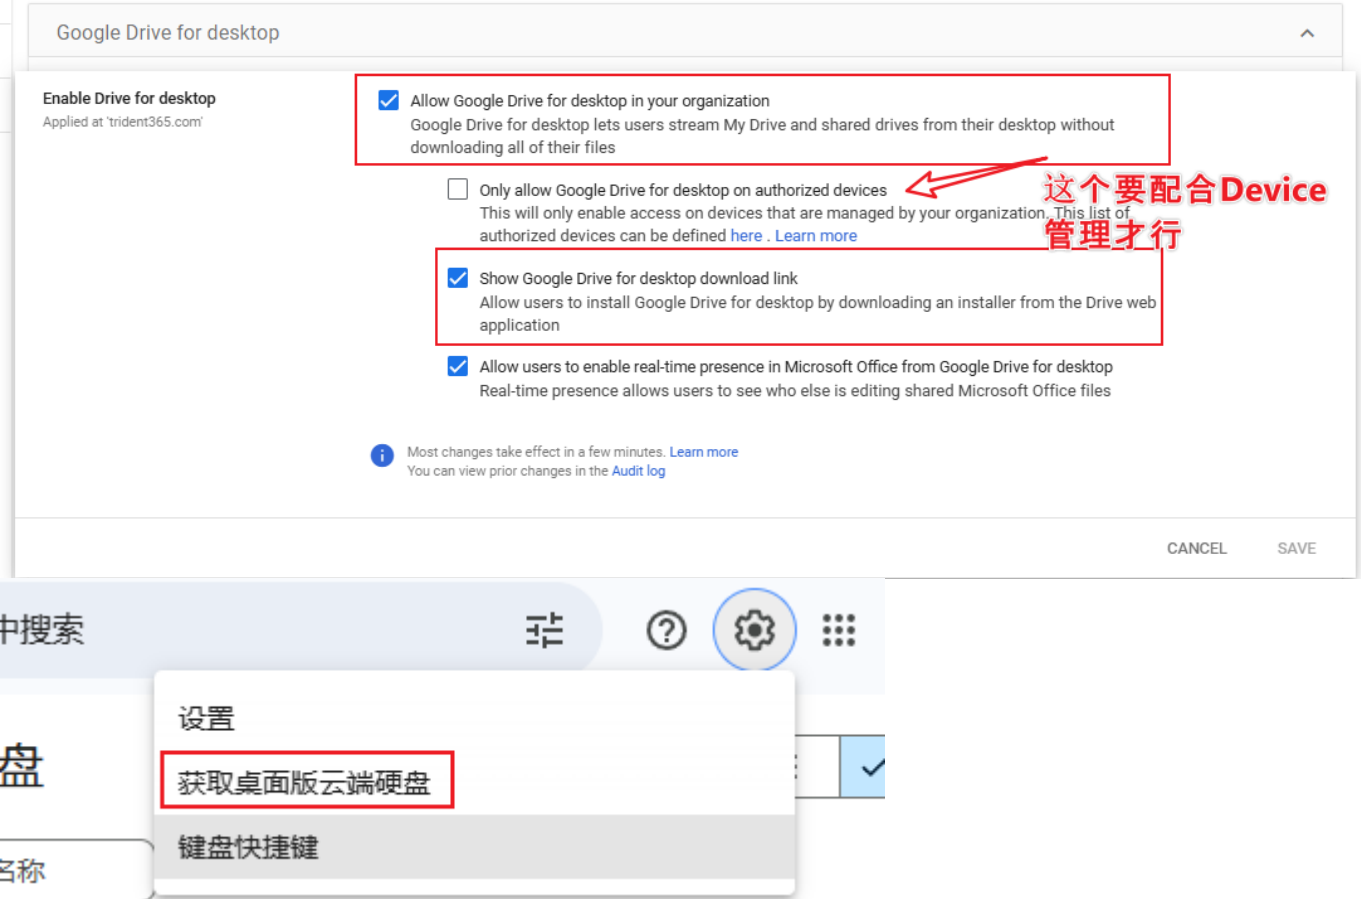 Google Drive for desktop
Enable Drive for desktop
Applied at 'trident365.com'
Allow Google Drive for desktop in your organization
Google Drive for desktop lets users stream My Drive and shared drives from their desktop without
downloading all of their files
Only allow Google Drive for desktop on authorized devices
This will only enable access on devices that are managed by your organization. This list of
authorized devices can be defined here . Learn more
这个要配合Device
管理才行
Show Google Drive for desktop download link
Allow users to install Google Drive for desktop by downloading an installer from the Drive web
application
Allow users to enable real-time presence in Microsoft Office from Google Drive for desktop
Real-time presence allows users to see who else is editing shared Microsoft Office files
Most changes take effect in a few minutes. Learn more
You can view prior changes in the Audit log
CANCEL
SAVE
中搜索
设置
盘
获取桌面版云端硬盘
键盘快捷键
名称